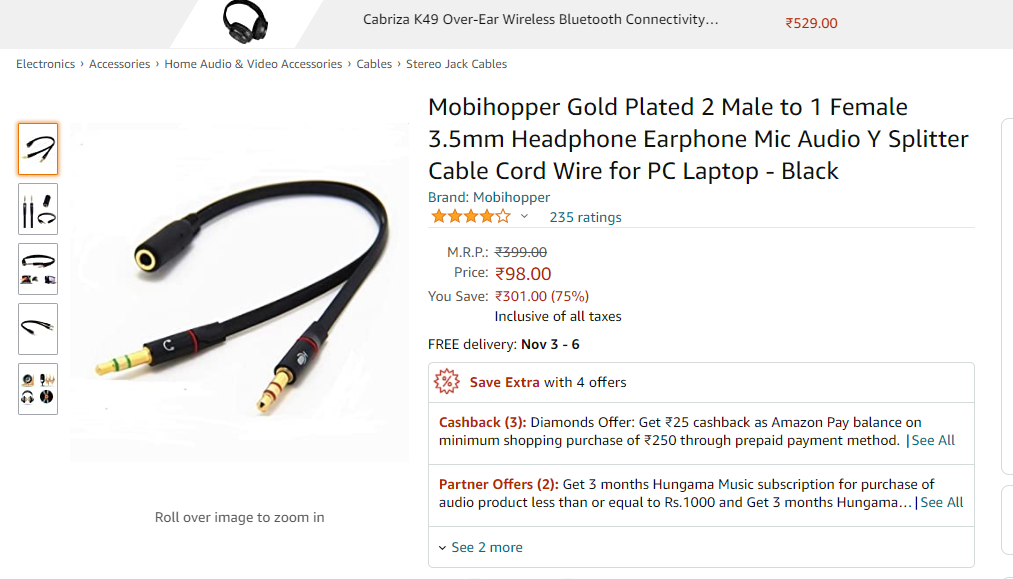 Cabriza K49 Over-Ear Wireless Bluetooth Connectivity...
₹529.00
Electronics › Accessories › Home Audio & Video Accessories › Cables › Stereo Jack Cables
Mobihopper Gold Plated 2 Male to 1 Female
3.5mm Headphone Earphone Mic Audio Y Splitter
Cable Cord Wire for PC Laptop - Black
Brand: Mobihopper
235 ratings
M.R.P.: ₹399.00
Price: ₹98.00
You Save: ₹301.00 (75%)
Inclusive of all taxes
FREE delivery: Nov 3 - 6
Save Extra with 4 offers
Cashback (3): Diamonds Offer: Get ₹25 cashback as Amazon Pay balance on
minimum shopping purchase of ₹250 through prepaid payment method. | See All
Partner Offers (2): Get 3 months Hungama Music subscription for purchase of
audio product less than or equal to Rs.1000 and Get 3 months Hungama... | See All
See 2 more
Roll over image to zoom in